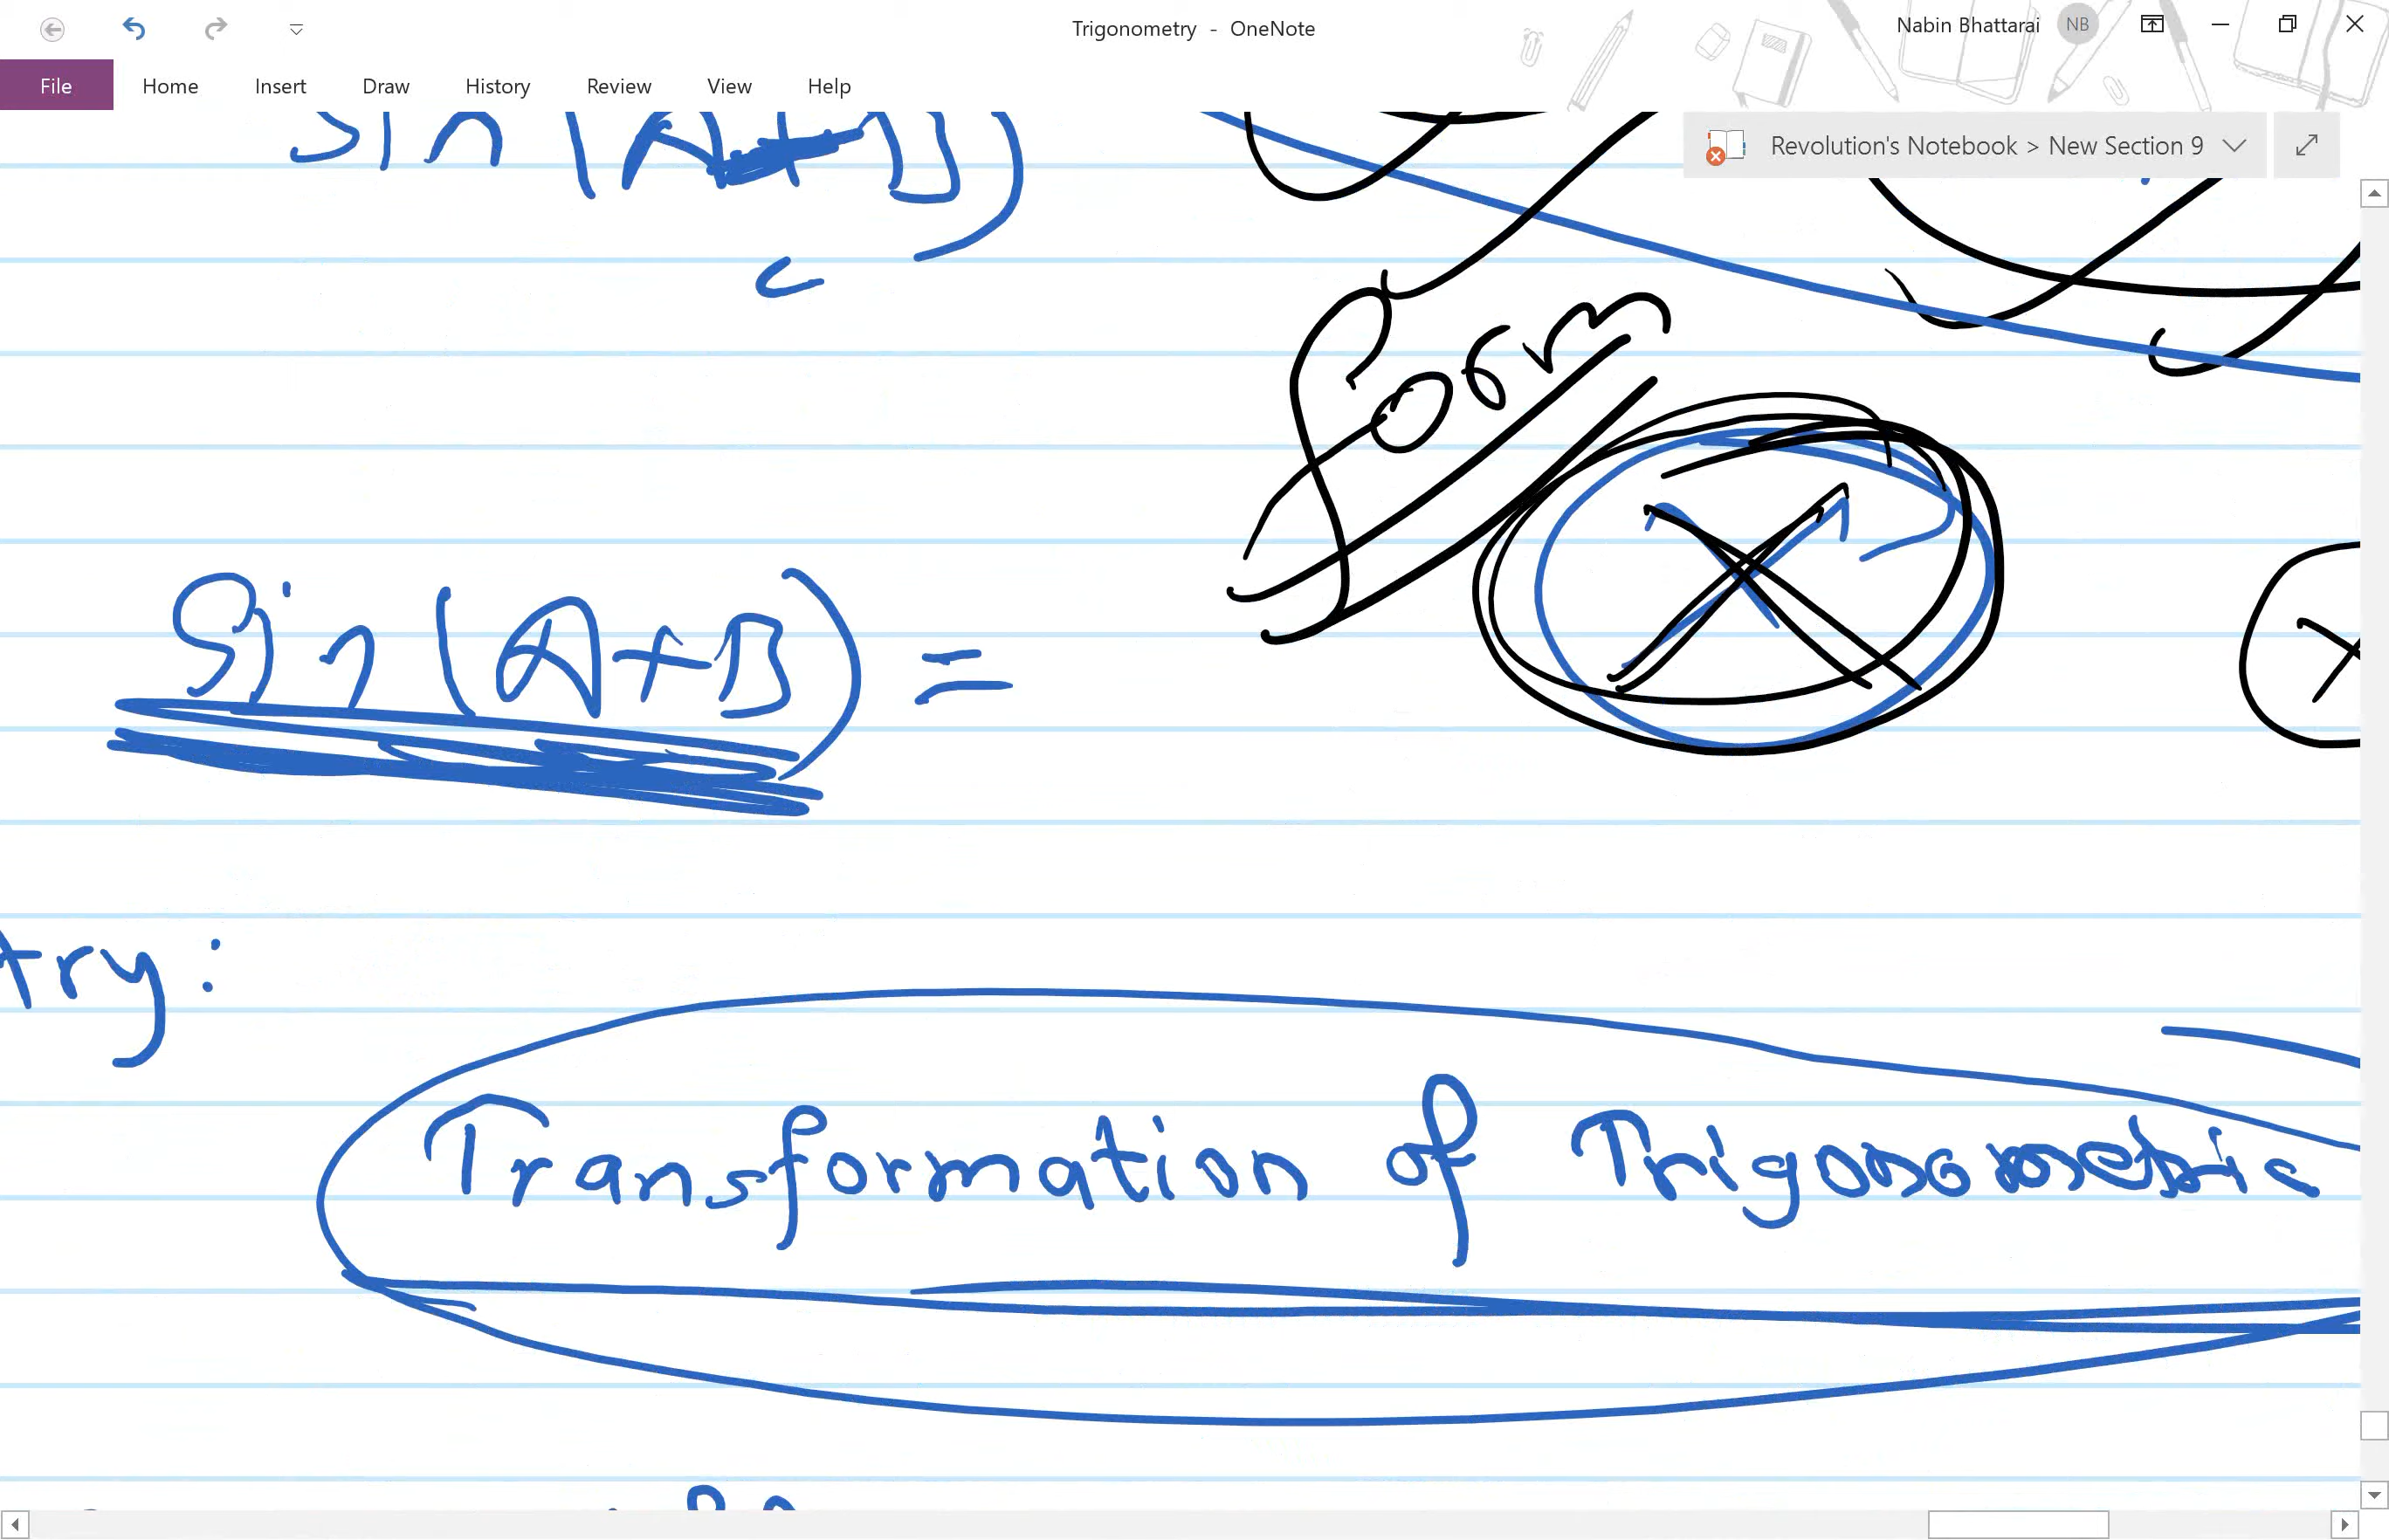 Trigonometry - OneNote
Nabin Bhattarai NB
File Home Insert Draw History Review View Help
Revolution's Notebook > New Section 9
Sin
form
Sin (A+B) =
try:
Transformation of Trigonometric